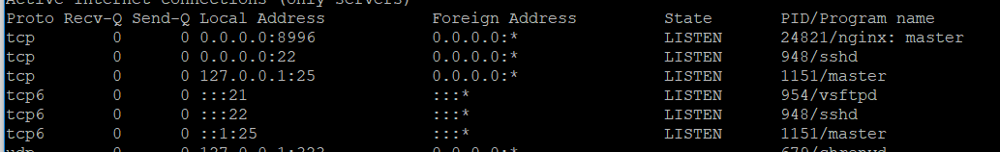 Active Internet connections (only servers)
Proto Recv-Q Send-Q Local Address Foreign Address State PID/Program name
tcp 0 0 0.0.0.0:8996 0.0.0.0:* LISTEN 24821/nginx: master
tcp 0 0 0.0.0.0:22 0.0.0.0:* LISTEN 948/sshd
tcp 0 0 127.0.0.1:25 0.0.0.0:* LISTEN 1151/master
tcp6 0 0 :::21 :::* LISTEN 954/vsftpd
tcp6 0 0 :::22 :::* LISTEN 948/sshd
tcp6 0 0 ::1:25 :::* LISTEN 1151/master
udp 0 0 127.0.0.1:323 0.0.0.0:* 679/chronyd